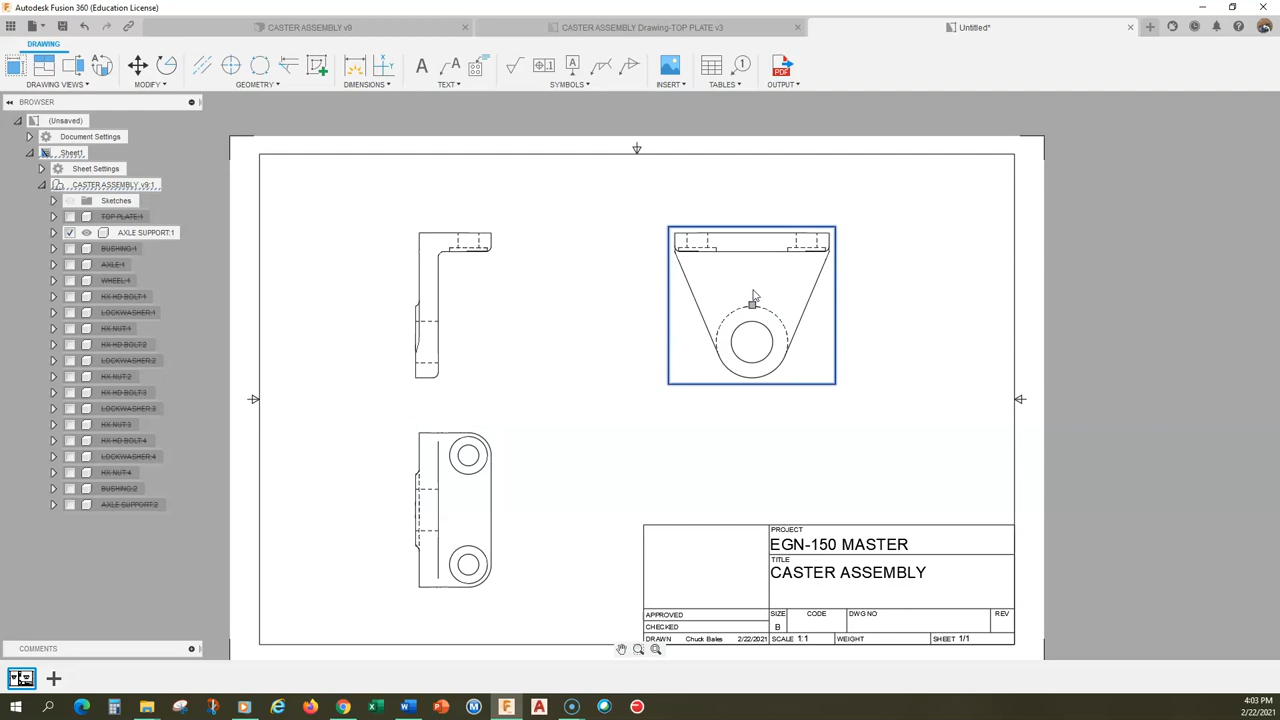 Autodesk Fusion 360 (Education License)
CASTER ASSEMBLY v9
CASTER ASSEMBLY Drawing-TOP PLATE v3
Untitled*
DRAWING
DRAWING VIEWS
MODIFY
GEOMETRY
DIMENSIONS
TEXT
SYMBOLS
INSERT
TABLES
PDF
OUTPUT
BROWSER
(Unsaved)
Document Settings
Sheet1
Sheet Settings
CASTER ASSEMBLY v9:1
Sketches
TOP PLATE:1
AXLE SUPPORT:1
BUSHING:1
AXLE:1
WHEEL:1
HX HD BOLT:1
LOCKWASHER:1
HX NUT:1
HX HD BOLT:2
LOCKWASHER:2
HX NUT:2
HX HD BOLT:3
LOCKWASHER:3
HX NUT:3
HX HD BOLT:4
LOCKWASHER:4
HX NUT:4
BUSHING:2
AXLE SUPPORT:2
PROJECT
EGN-150 MASTER
TITLE
CASTER ASSEMBLY
APPROVED
SIZE CODE DWG NO REV
CHECKED
B
DRAWN Chuck Bales 2/22/2021 SCALE 1:1 WEIGHT SHEET 1/1
COMMENTS
4:03 PM
2/22/2021